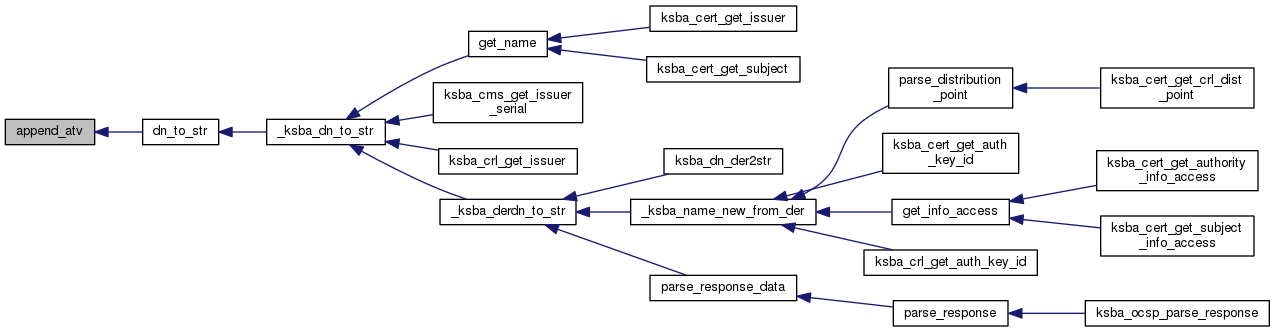 append_atv
dn_to_str
_ksba_dn_to_str
get_name
ksba_cert_get_issuer
ksba_cert_get_subject
ksba_cms_get_issuer
_serial
ksba_crl_get_issuer
_ksba_derdn_to_str
ksba_dn_der2str
_ksba_name_new_from_der
parse_distribution
_point
ksba_cert_get_crl_dist
_point
ksba_cert_get_auth
_key_id
get_info_access
ksba_cert_get_authority
_info_access
ksba_cert_get_subject
_info_access
ksba_crl_get_auth_key_id
parse_response_data
parse_response
ksba_ocsp_parse_response